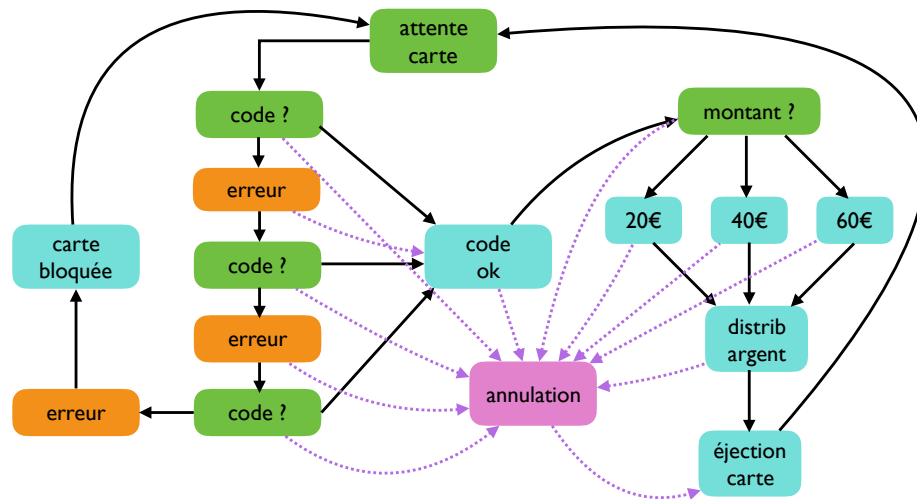 attente
carte
code ?
montant ?
erreur
20€
40€
60€
carte
bloquée
code ?
code
ok
erreur
distrib
argent
erreur
code ?
annulation
éjection
carte